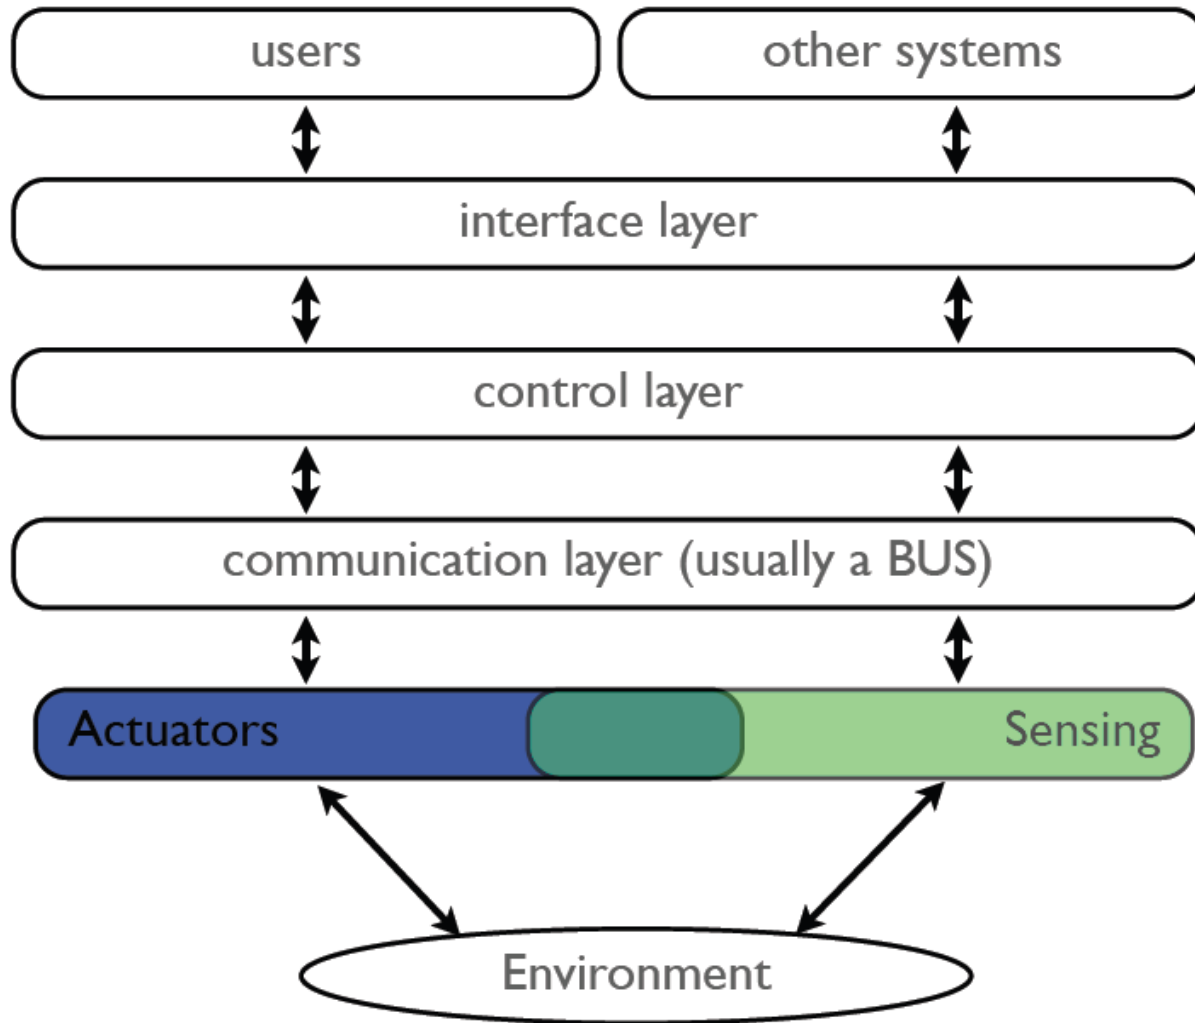 users
other systems
interface layer
control layer
communication layer (usually a BUS)
Actuators
Sensing
Environment